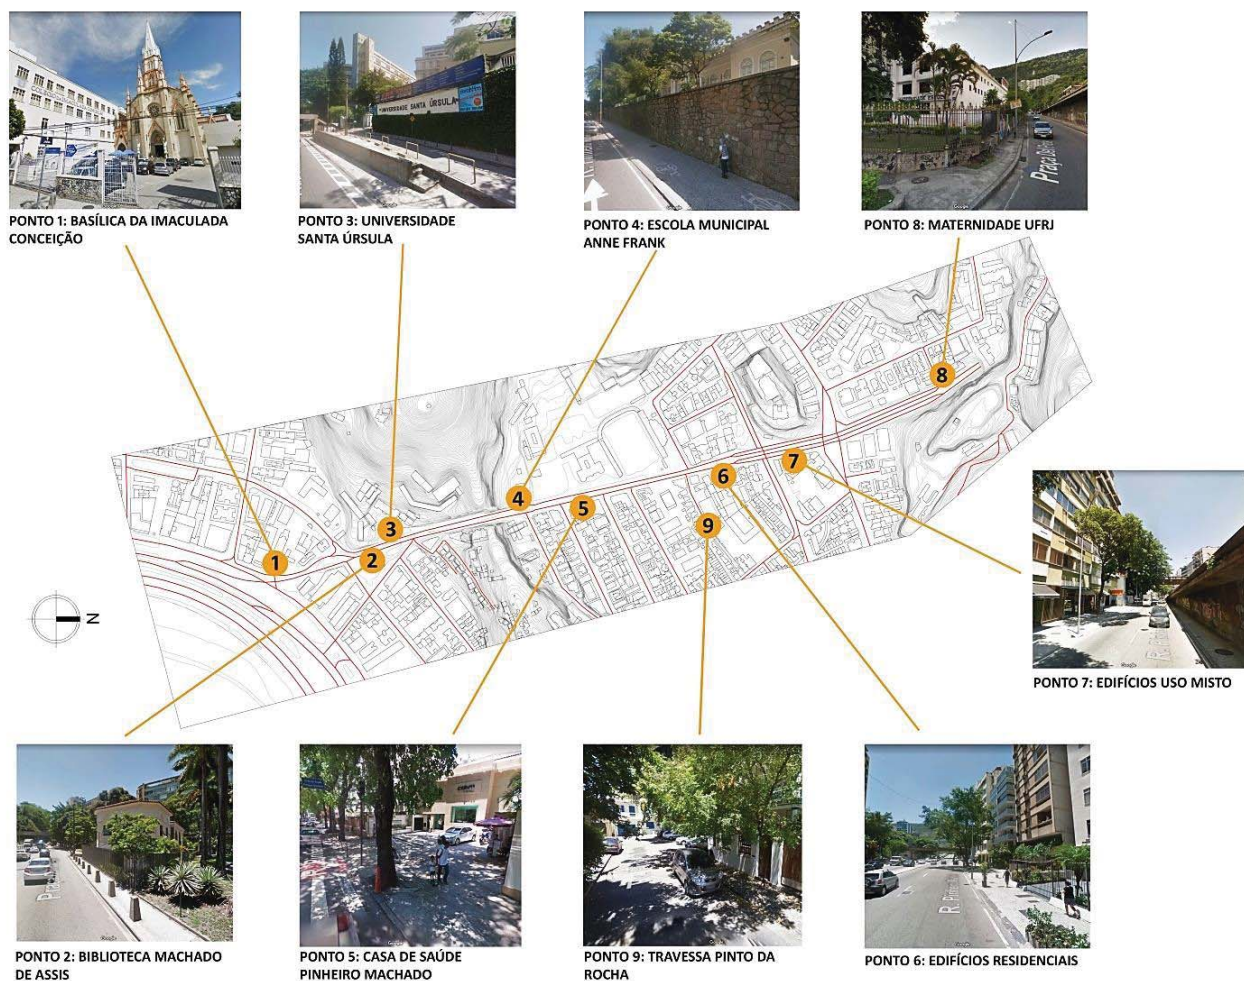 UNIVERSIDADE SANTA ÚRSULA
PONTO 1: BASÍLICA DA IMACULADA
CONCEIÇÃO
PONTO 3: UNIVERSIDADE
SANTA ÚRSULA
PONTO 4: ESCOLA MUNICIPAL
ANNE FRANK
PONTO 8: MATERNIDADE UFRJ
8
7
6
4
5
9
3
2
1
N
PONTO 7: EDIFÍCIOS USO MISTO
PONTO 2: BIBLIOTECA MACHADO
DE ASSIS
PONTO 5: CASA DE SAÚDE
PINHEIRO MACHADO
PONTO 9: TRAVESSA PINTO DA
ROCHA
PONTO 6: EDIFÍCIOS RESIDENCIAIS